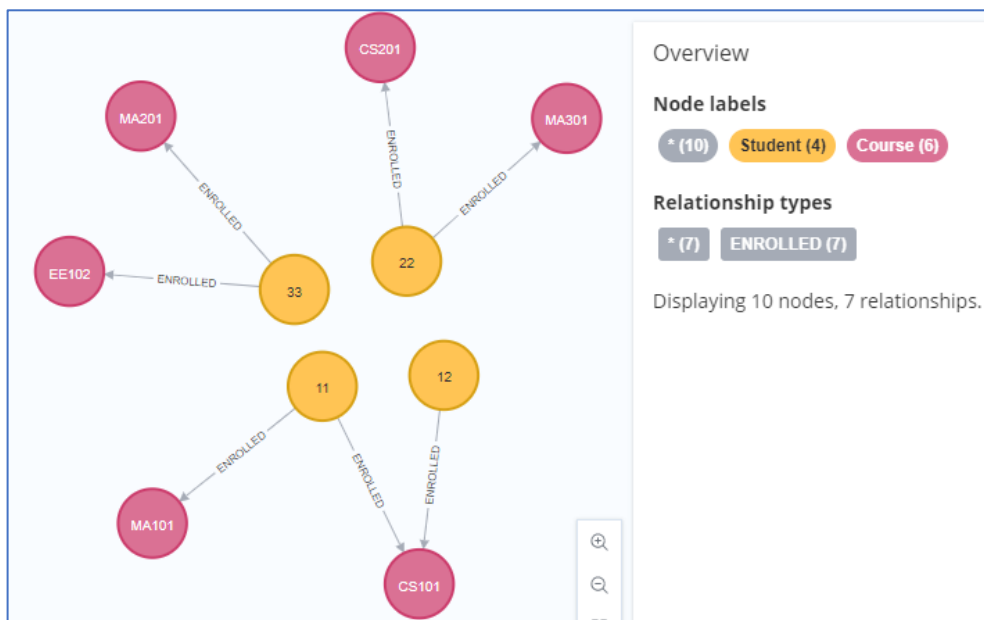 CS201
MA201
MA301
ENROLLED
ENROLLED
ENROLLED
EE102
ENROLLED
22
33
11
12
ENROLLED
ENROLLED
ENROLLED
MA101
CS101
Overview
Node labels
* (10) Student (4) Course (6)
Relationship types
* (7) ENROLLED (7)
Displaying 10 nodes, 7 relationships.